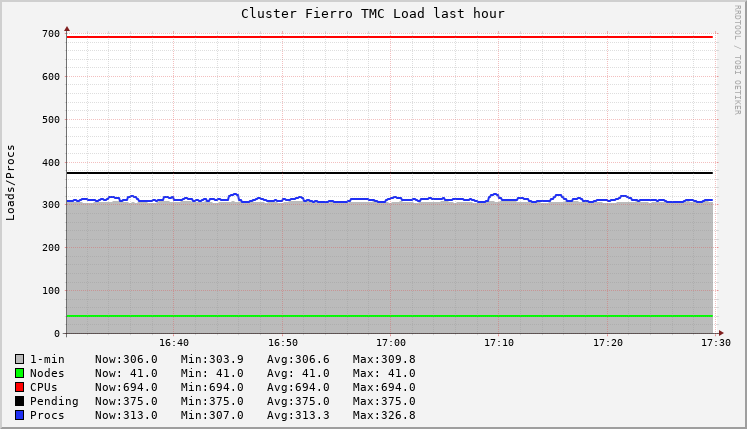 Cluster Fierro TMC Load last hour
RRDTOOL / TOBI OETIKER
Loads/Procs
700
600
500
400
300
200
100
0
16:40 16:50 17:00 17:10 17:20 17:30
1-min Now:306.0 Min:303.9 Avg:306.6 Max:309.8
Nodes Now: 41.0 Min: 41.0 Avg: 41.0 Max: 41.0
CPUs Now:694.0 Min:694.0 Avg:694.0 Max:694.0
Pending Now:375.0 Min:375.0 Avg:375.0 Max:375.0
Procs Now:313.0 Min:307.0 Avg:313.3 Max:326.8